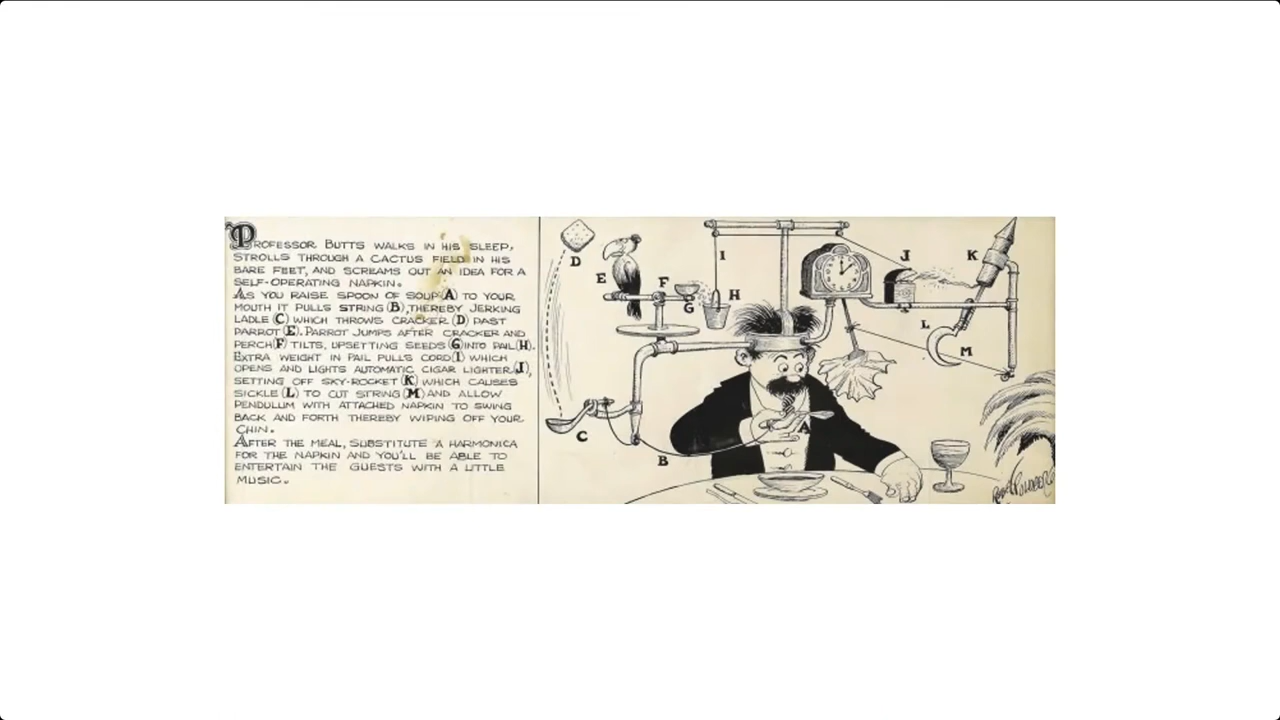 PROFESSOR BUTTS WALKS IN HIS SLEEP,
STROLLS THROUGH A CACTUS FIELD IN HIS
BARE FEET, AND SCREAMS OUT AN IDEA FOR A
SELF-OPERATING NAPKIN.
AS YOU RAISE SPOON OF SOUP (A) TO YOUR
MOUTH IT PULLS STRING (B), THEREBY JERKING
LADLE (C) WHICH THROWS CRACKER (D) PAST
PARROT (E). PARROT JUMPS AFTER CRACKER AND
PERCH (F) TILTS, UPSETTING SEEDS (G) INTO PAIL (H).
EXTRA WEIGHT IN PAIL PULLS CORD (I) WHICH
OPENS AND LIGHTS AUTOMATIC CIGAR LIGHTER (J),
SETTING OFF SKY-ROCKET (K) WHICH CAUSES
SICKLE (L) TO CUT STRING (M) AND ALLOW
PENDULUM WITH ATTACHED NAPKIN TO SWING
BACK AND FORTH THEREBY WIPING OFF YOUR
CHIN.
AFTER THE MEAL, SUBSTITUTE A HARMONICA
FOR THE NAPKIN AND YOU'LL BE ABLE TO
ENTERTAIN THE GUESTS WITH A LITTLE
MUSIC.
D
E
F
G
H
I
J
K
L
M
A
B
C
RUBE GOLDBERG